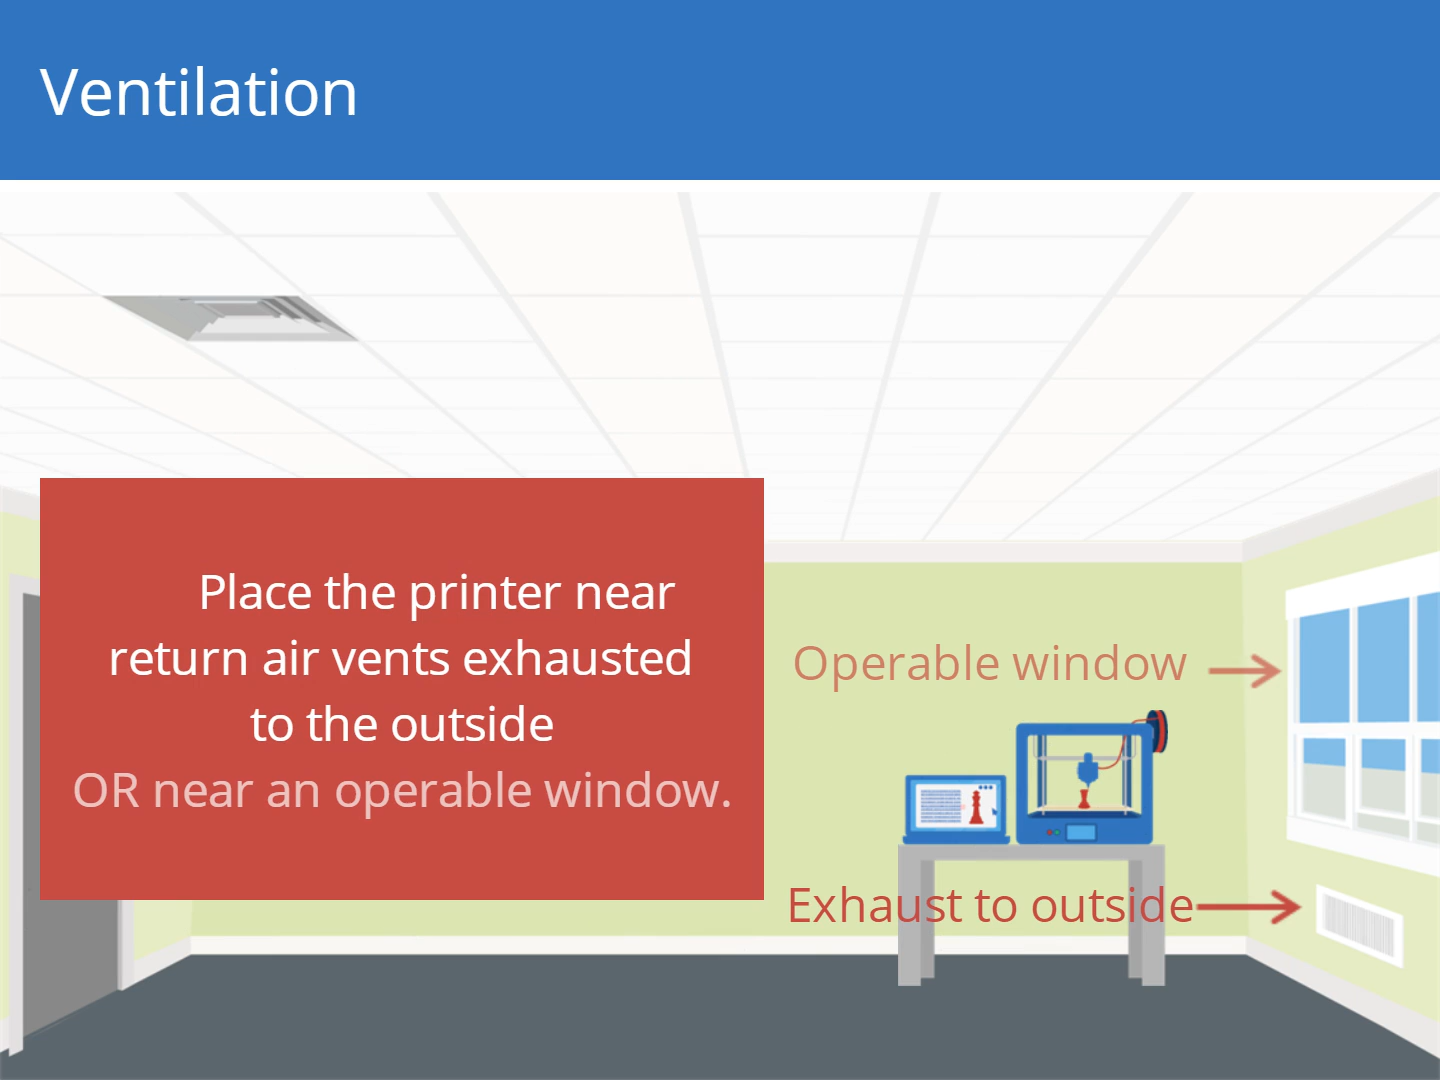 Ventilation
Place the printer near
return air vents exhausted
to the outside
OR near an operable window.
Operable window
Exhaust to outside